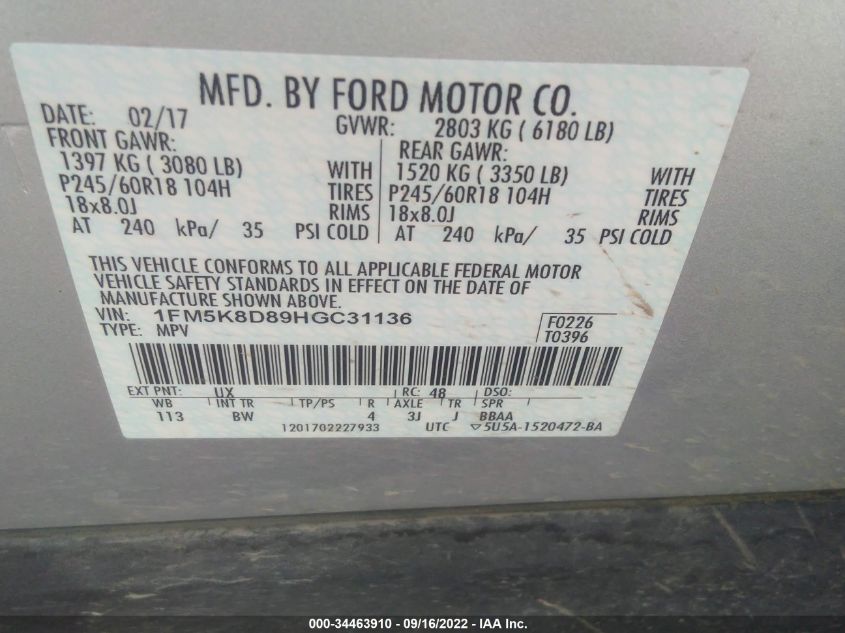 MFD. BY FORD MOTOR CO.
DATE: 02/17 GVWR: 2803 KG ( 6180 LB)
FRONT GAWR: REAR GAWR:
1397 KG ( 3080 LB) WITH 1520 KG ( 3350 LB) WITH
P245/60R18 104H TIRES P245/60R18 104H TIRES
18x8.0J RIMS 18x8.0J RIMS
AT 240 kPa/ 35 PSI COLD AT 240 kPa/ 35 PSI COLD
THIS VEHICLE CONFORMS TO ALL APPLICABLE FEDERAL MOTOR
VEHICLE SAFETY STANDARDS IN EFFECT ON THE DATE OF
MANUFACTURE SHOWN ABOVE.
VIN: 1FM5K8D89HGC31136 F0226
TYPE: MPV T0396
EXT PNT: UX RC: 48 DSO:
WB INT TR TP/PS R AXLE TR SPR
113 BW 4 3J J BBAA
1201702227933 UTC ▽5U5A-1520472-BA
000-34463910 - 09/16/2022 - IAA Inc.